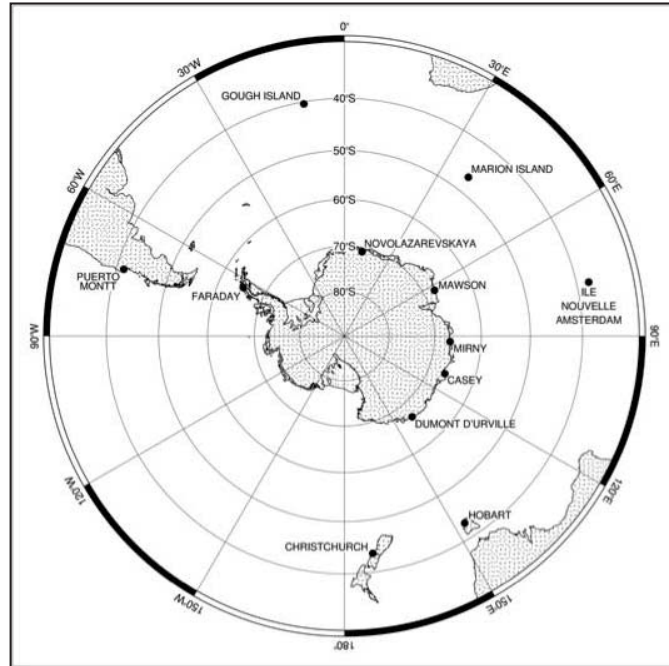 0°
30°W
30°E
GOUGH ISLAND
40°S
50°S
MARION ISLAND
60°W
60°E
60°S
70°S
NOVOLAZAREVSKAYA
PUERTO
MONTT
FARADAY
80°S
MAWSON
ILE
NOUVELLE
AMSTERDAM
90°W
90°E
MIRNY
CASEY
DUMONT D'URVILLE
120°W
120°E
HOBART
CHRISTCHURCH
150°W
150°E
180°